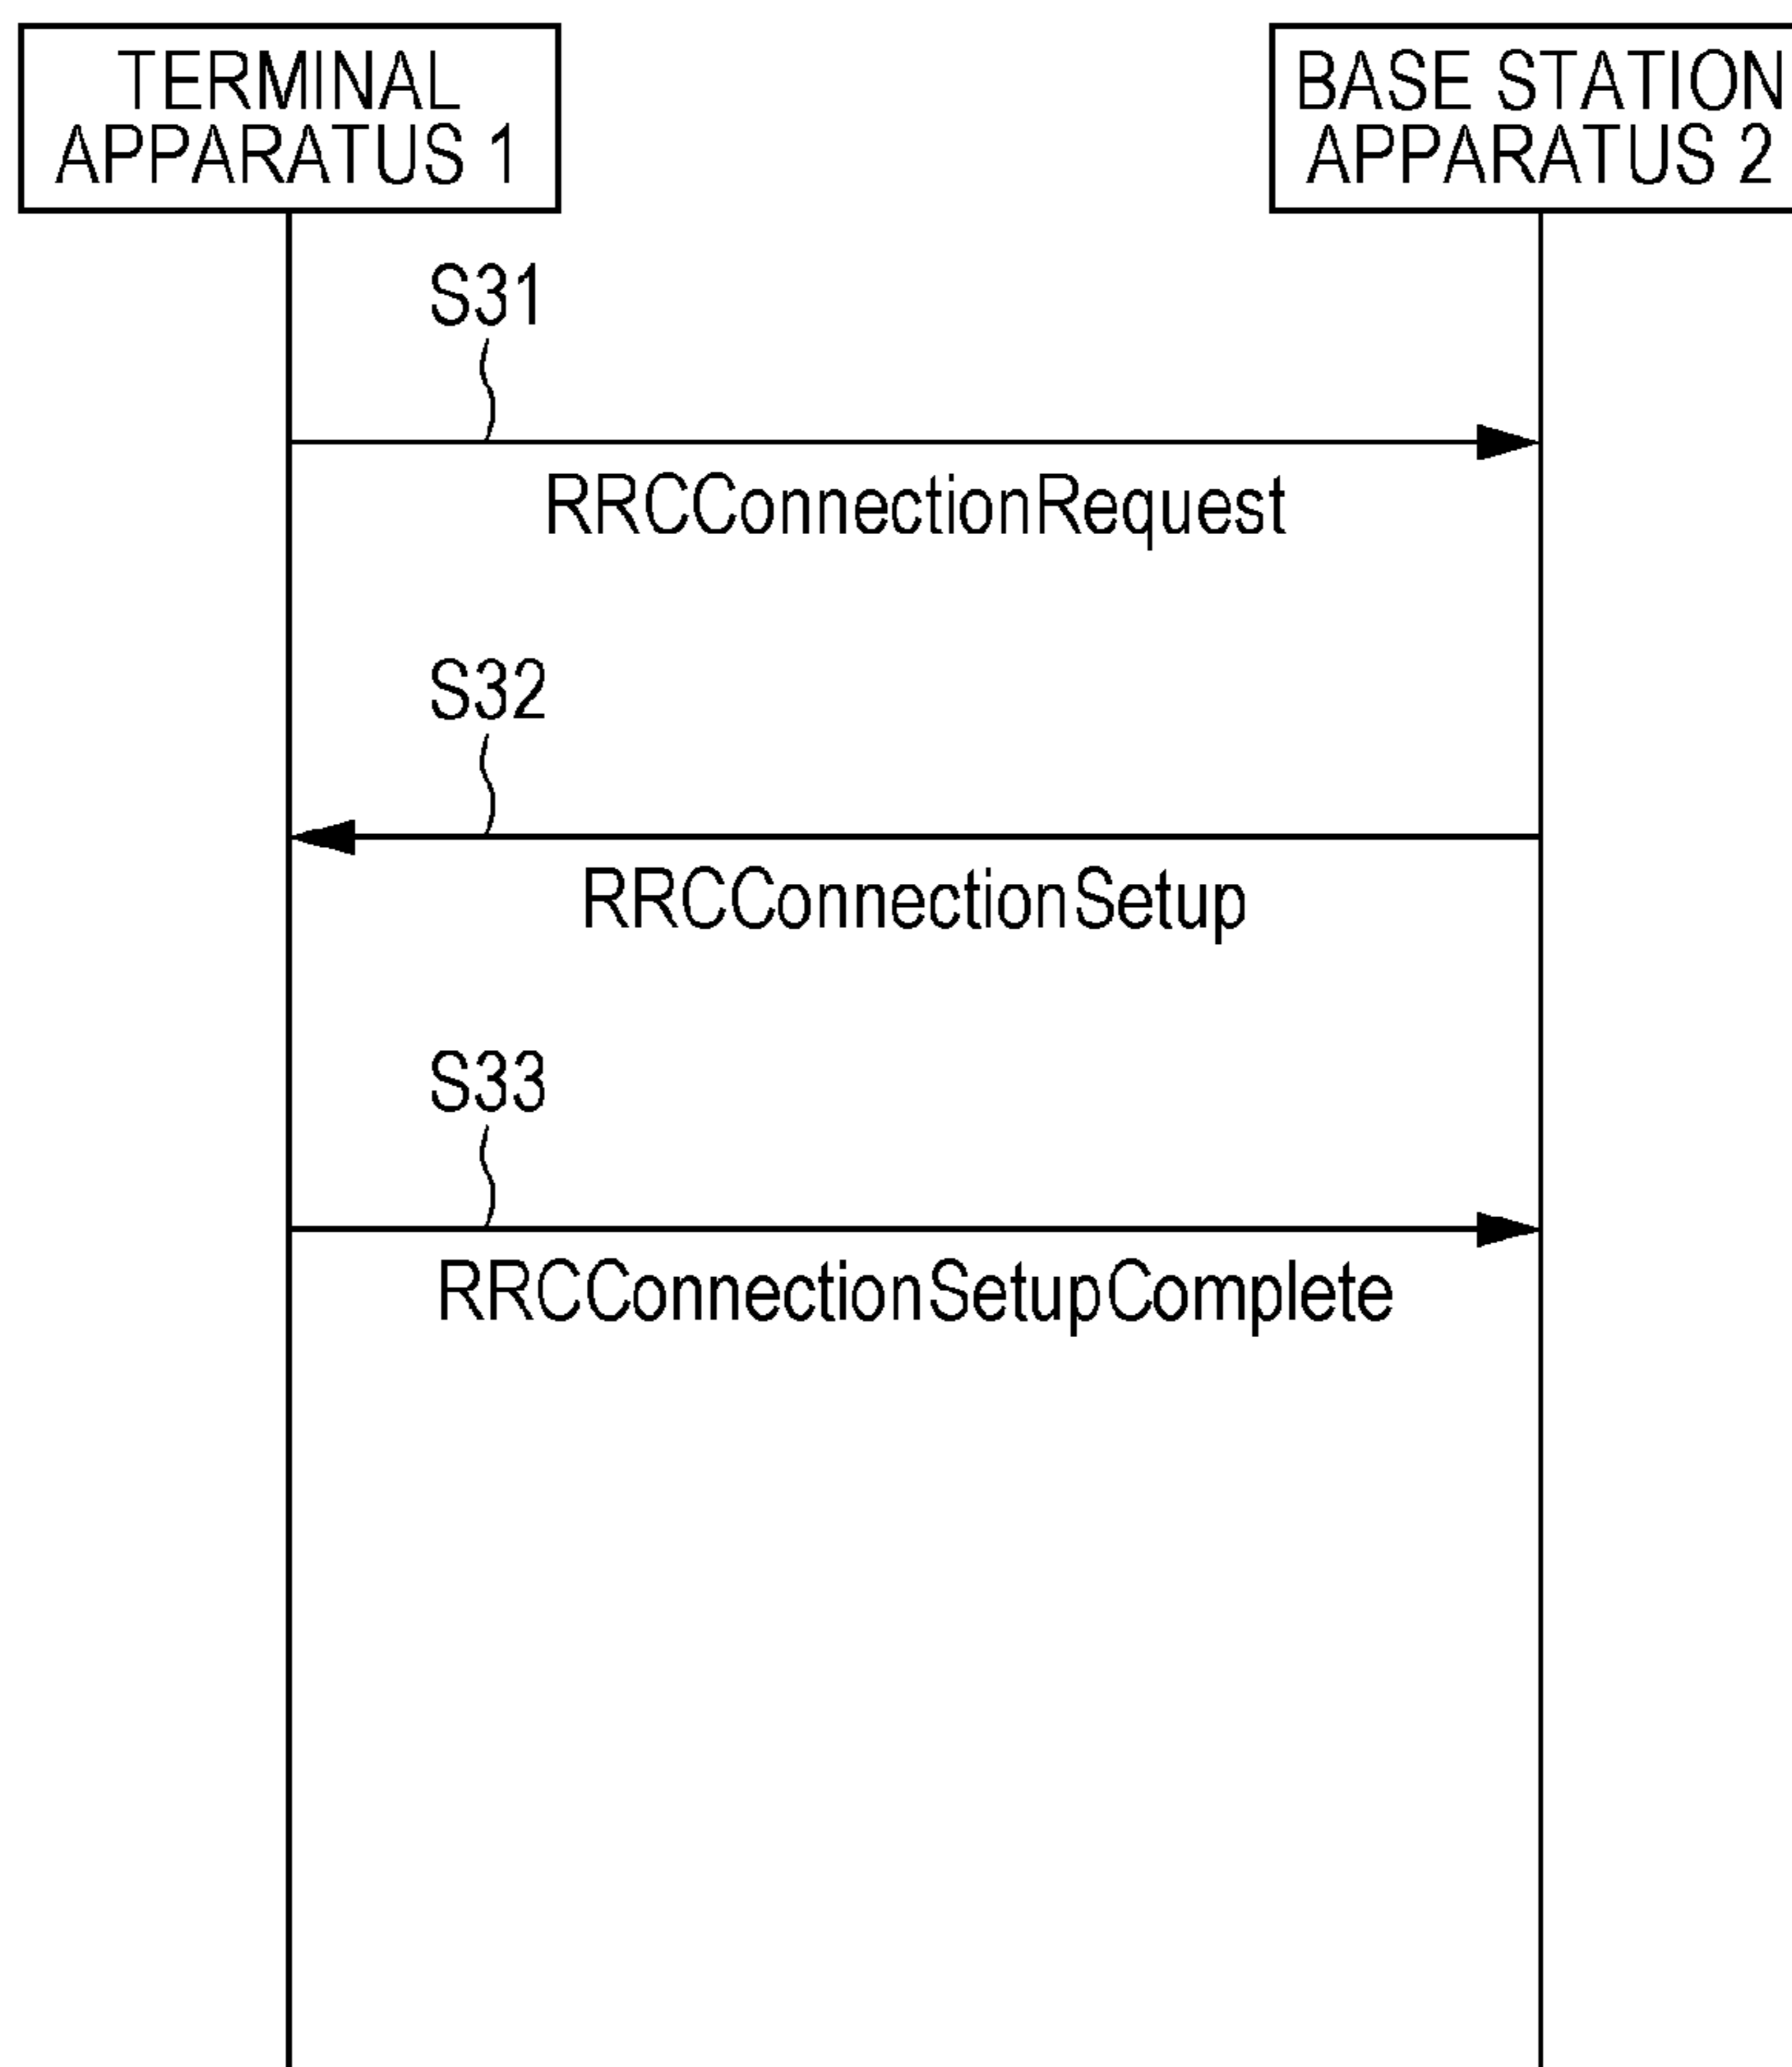 TERMINAL
APPARATUS 1
BASE STATION
APPARATUS 2
S31
RRCConnectionRequest
S32
RRCConnectionSetup
S33
RRCConnectionSetupComplete